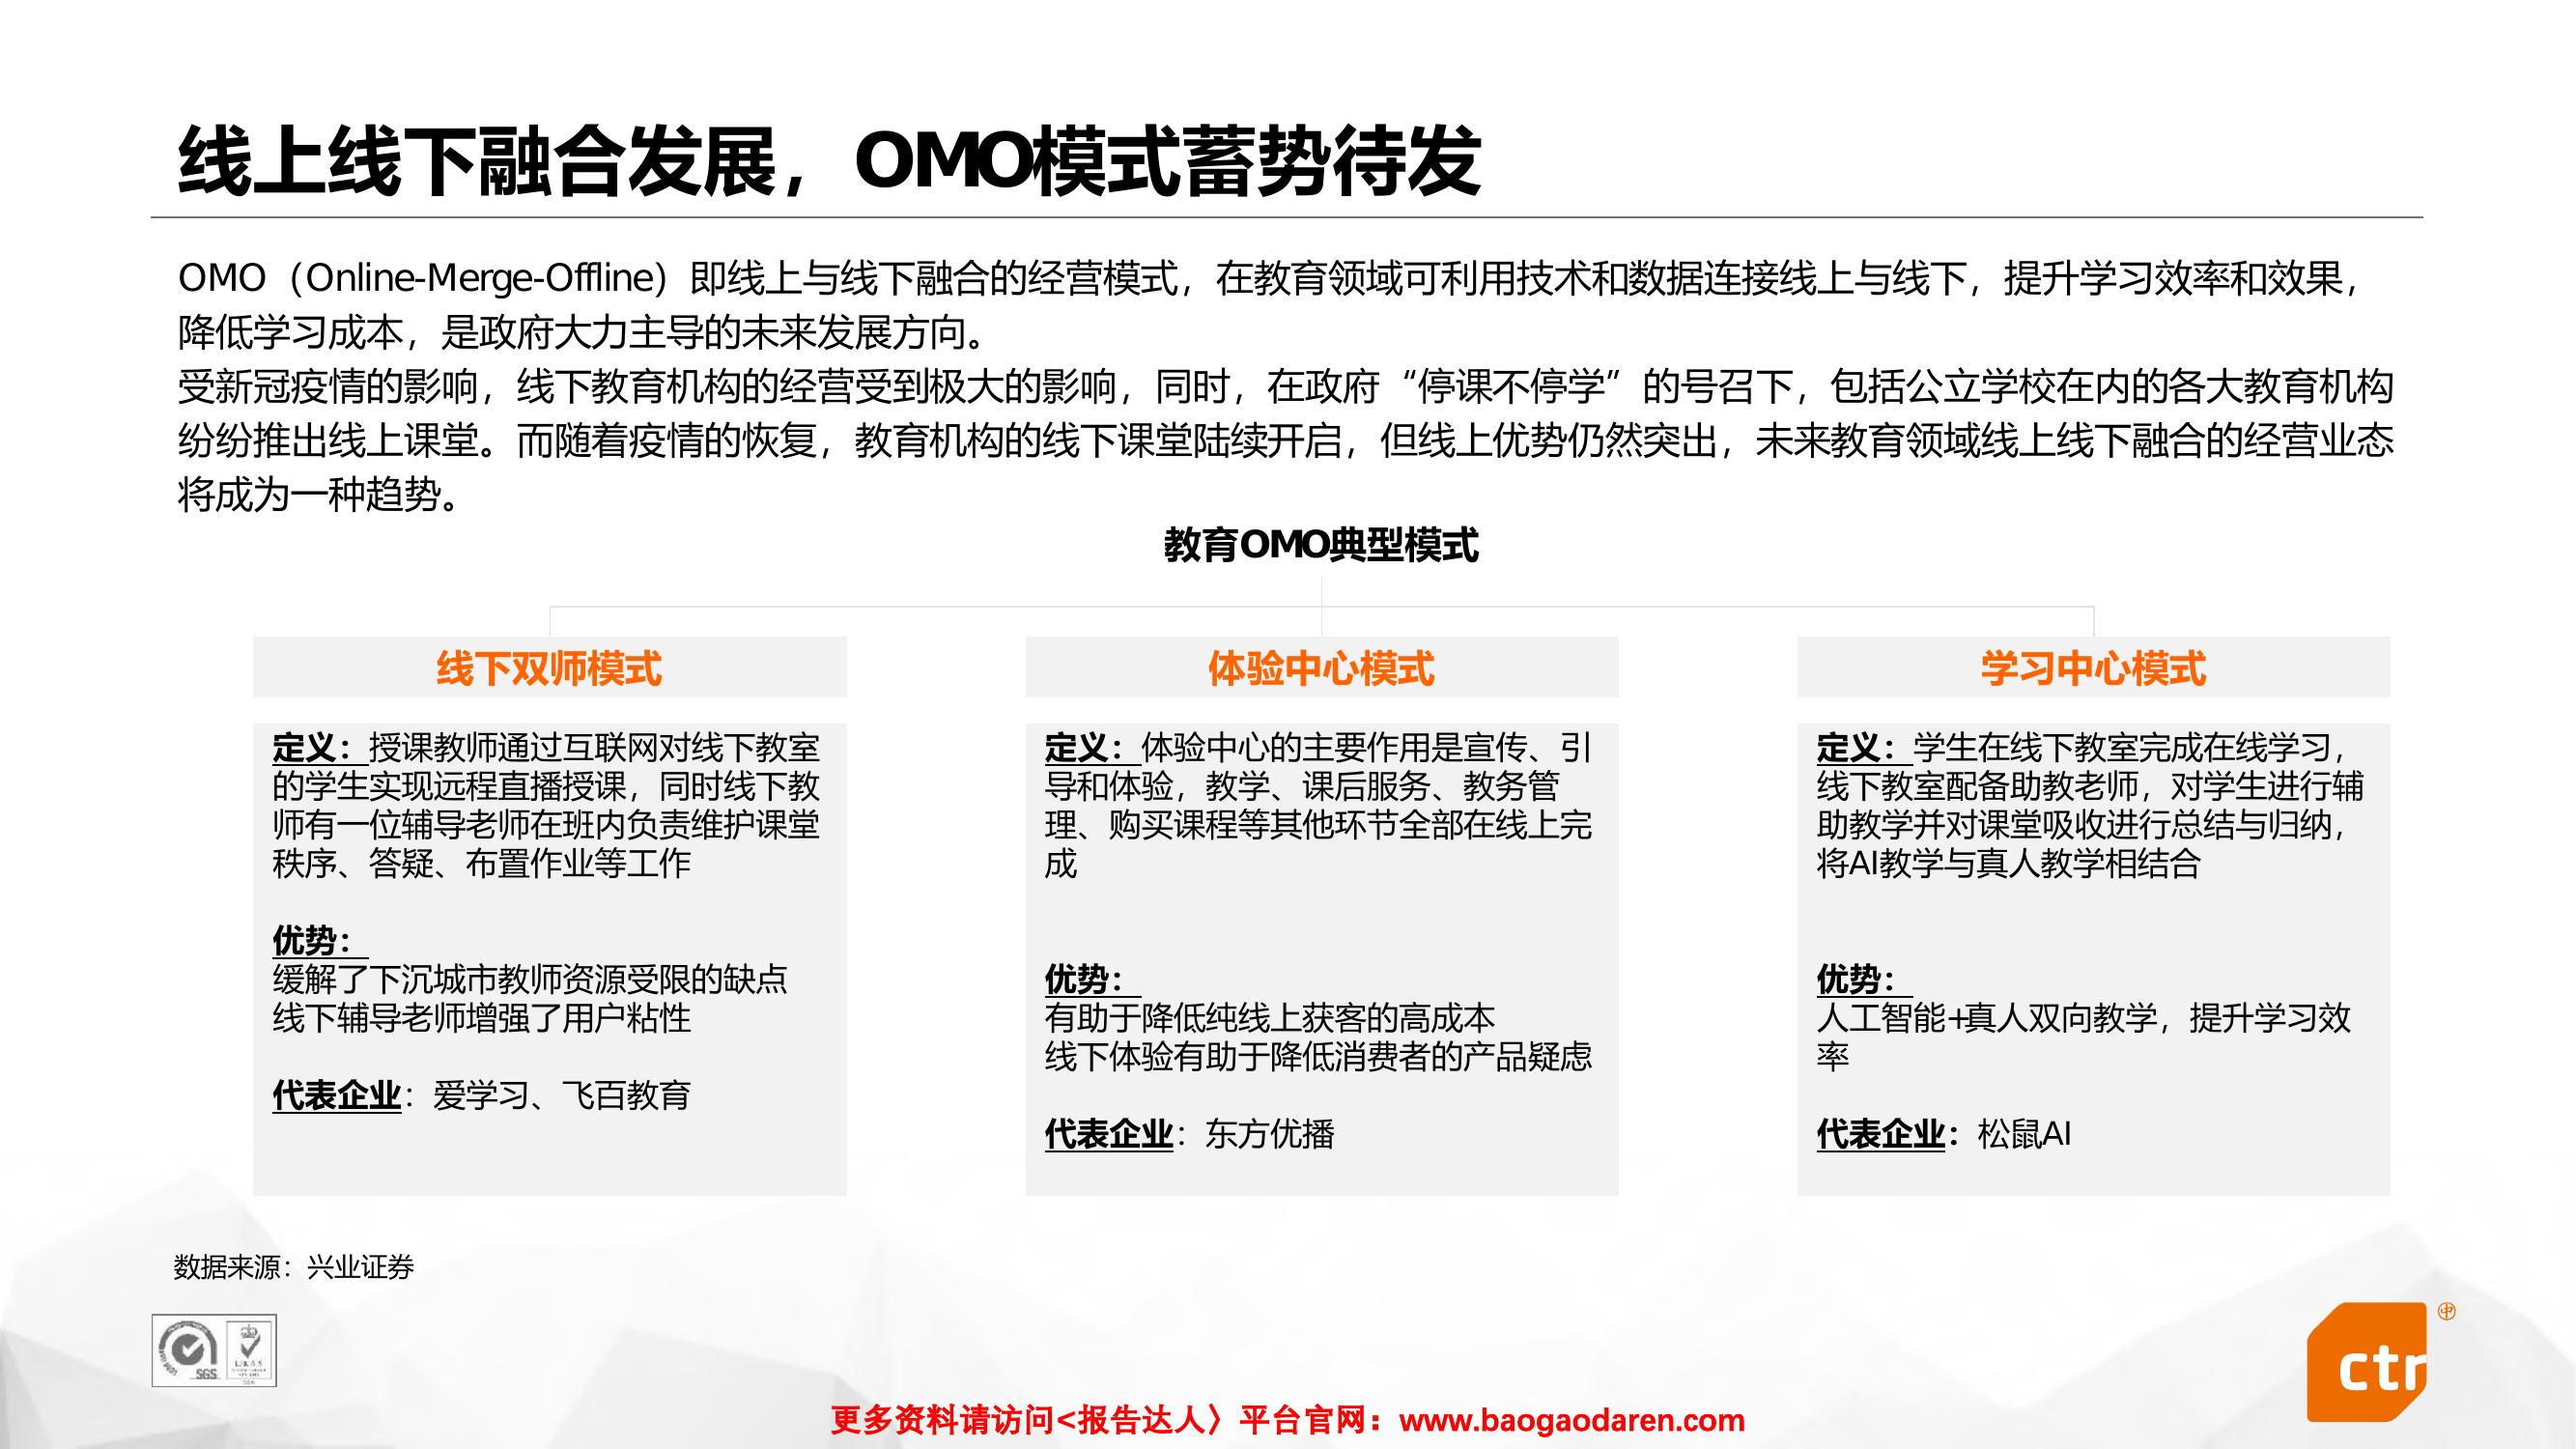 线上线下融合发展，OMO模式蓄势待发
OMO（Online-Merge-Offline）即线上与线下融合的经营模式，在教育领域可利用技术和数据连接线上与线下，提升学习效率和效果，
降低学习成本，是政府大力主导的未来发展方向。
受新冠疫情的影响，线下教育机构的经营受到极大的影响，同时，在政府“停课不停学”的号召下，包括公立学校在内的各大教育机构
纷纷推出线上课堂。而随着疫情的恢复，教育机构的线下课堂陆续开启，但线上优势仍然突出，未来教育领域线上线下融合的经营业态
将成为一种趋势。
教育OMO典型模式
线下双师模式
定义：授课教师通过互联网对线下教室
的学生实现远程直播授课，同时线下教
师有一位辅导老师在班内负责维护课堂
秩序、答疑、布置作业等工作
优势：
缓解了下沉城市教师资源受限的缺点
线下辅导老师增强了用户粘性
代表企业：爱学习、飞百教育
体验中心模式
定义：体验中心的主要作用是宣传、引
导和体验，教学、课后服务、教务管
理、购买课程等其他环节全部在线上完
成
优势：
有助于降低纯线上获客的高成本
线下体验有助于降低消费者的产品疑虑
代表企业：东方优播
学习中心模式
定义：学生在线下教室完成在线学习，
线下教室配备助教老师，对学生进行辅
助教学并对课堂吸收进行总结与归纳，
将AI教学与真人教学相结合
优势：
人工智能+真人双向教学，提升学习效
率
代表企业：松鼠AI
数据来源：兴业证券
SGS
UKAS
ctr
更多资料请访问<报告达人〉平台官网：www.baogaodaren.com